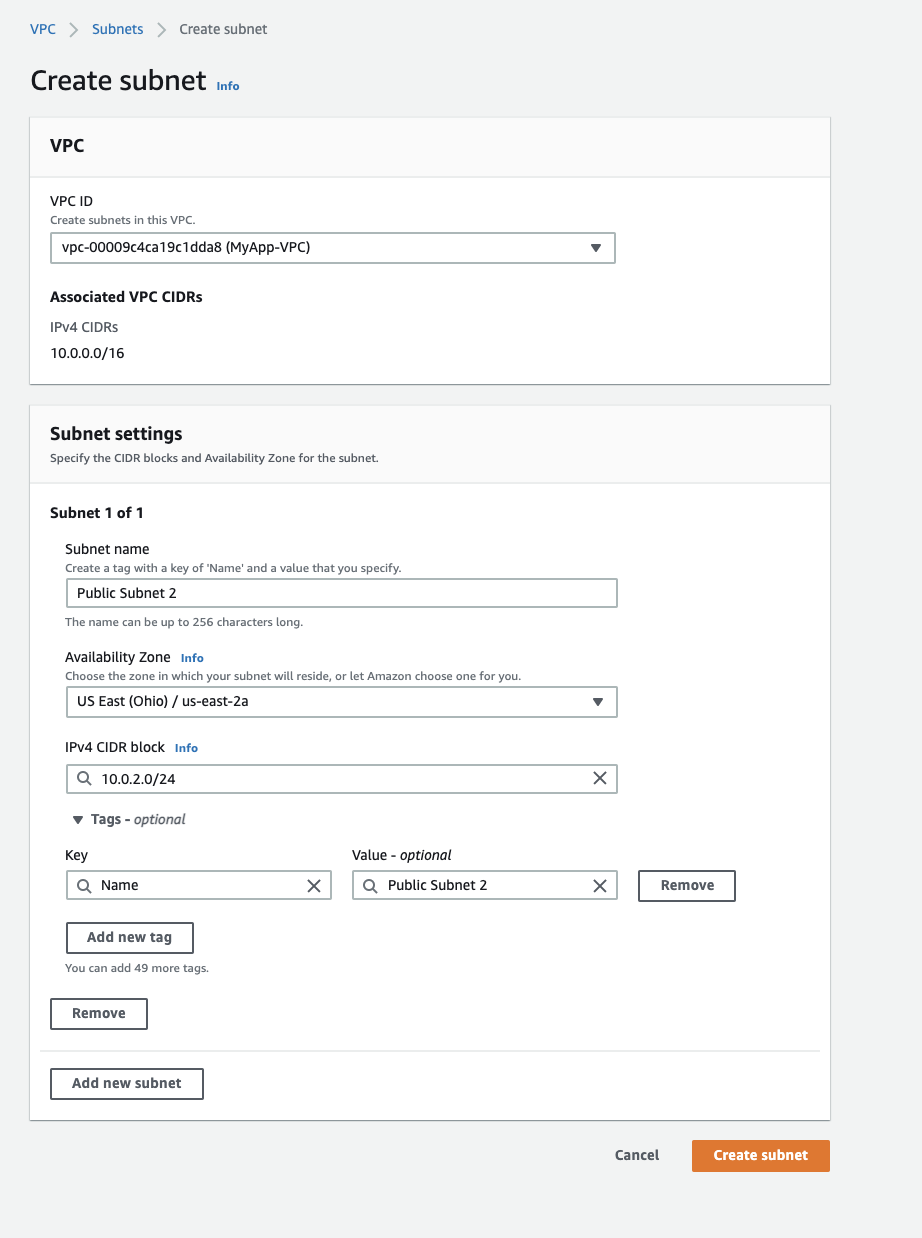 VPC > Subnets > Create subnet
Create subnet Info
VPC
VPC ID
Create subnets in this VPC.
vpc-00009c4ca19c1dda8 (MyApp-VPC)
Associated VPC CIDRs
IPv4 CIDRs
10.0.0.0/16
Subnet settings
Specify the CIDR blocks and Availability Zone for the subnet.
Subnet 1 of 1
Subnet name
Create a tag with a key of 'Name' and a value that you specify.
Public Subnet 2
The name can be up to 256 characters long.
Availability Zone Info
Choose the zone in which your subnet will reside, or let Amazon choose one for you.
US East (Ohio) / us-east-2a
IPv4 CIDR block Info
10.0.2.0/24
Tags - optional
Key Value - optional
Name Public Subnet 2 Remove
Add new tag
You can add 49 more tags.
Remove
Add new subnet
Cancel Create subnet